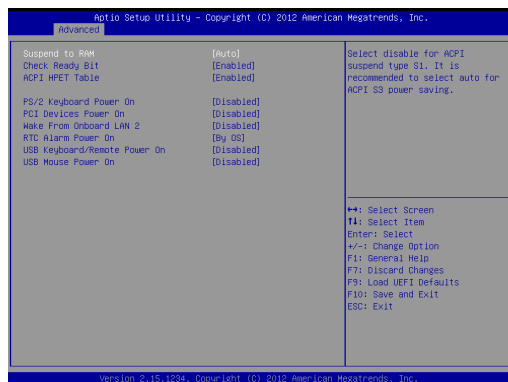 Aptio Setup Utility – Copyright (C) 2012 American Megatrends, Inc.
Advanced
Suspend to RAM [Auto]
Check Ready Bit [Enabled]
ACPI HPET Table [Enabled]
PS/2 Keyboard Power On [Disabled]
PCI Devices Power On [Disabled]
Wake From Onboard LAN 2 [Disabled]
RTC Alarm Power On [By OS]
USB Keyboard/Remote Power On [Disabled]
USB Mouse Power On [Disabled]
Select disable for ACPI
suspend type S1. It is
recommended to select auto for
ACPI S3 power saving.
↔: Select Screen
↑↓: Select Item
Enter: Select
+/-: Change Option
F1: General Help
F7: Discard Changes
F9: Load UEFI Defaults
F10: Save and Exit
ESC: Exit
Version 2.15.1234. Copyright (C) 2012 American Megatrends, Inc.